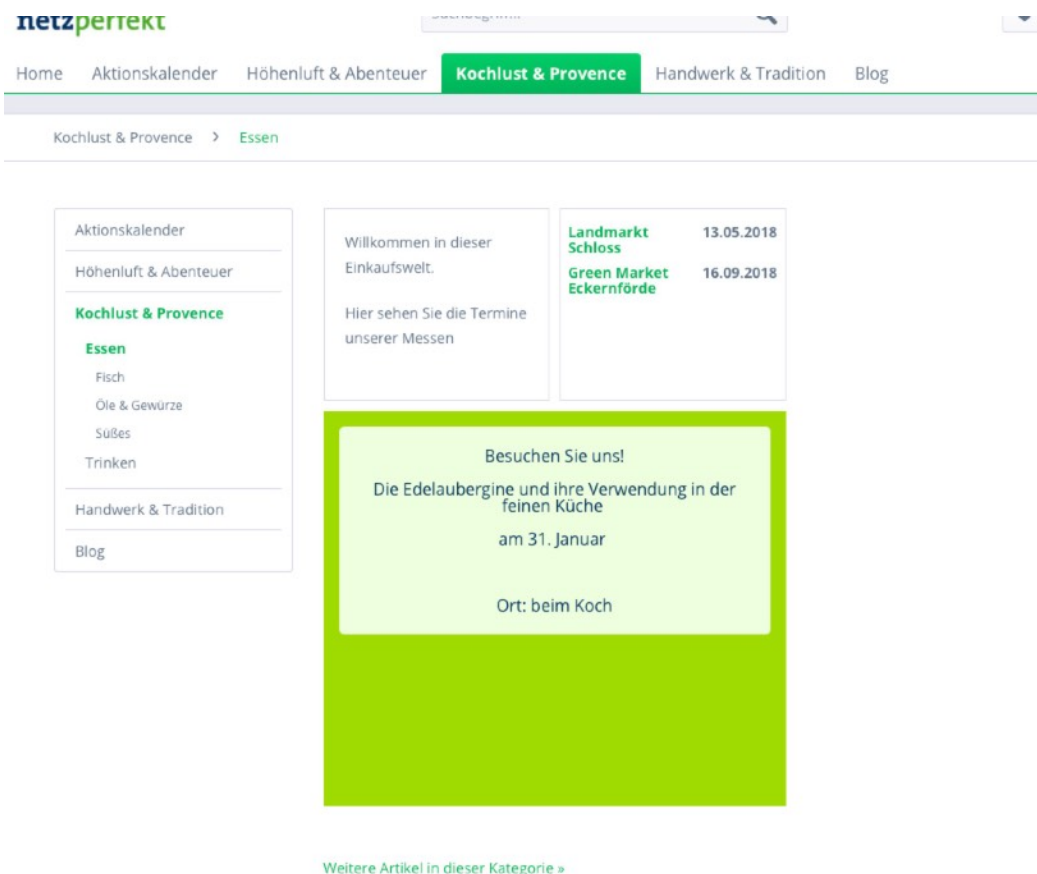 netzperfekt
Suchbegriff...
Home Aktionskalender Höhenluft & Abenteuer Kochlust & Provence Handwerk & Tradition Blog
Kochlust & Provence > Essen
Aktionskalender
Höhenluft & Abenteuer
Kochlust & Provence
Essen
Fisch
Öle & Gewürze
Süßes
Trinken
Handwerk & Tradition
Blog
Willkommen in dieser
Einkaufswelt.
Hier sehen Sie die Termine
unserer Messen
Landmarkt 13.05.2018
Schloss
Green Market 16.09.2018
Eckernförde
Besuchen Sie uns!
Die Edelaubergine und ihre Verwendung in der
feinen Küche
am 31. Januar
Ort: beim Koch
Weitere Artikel in dieser Kategorie »